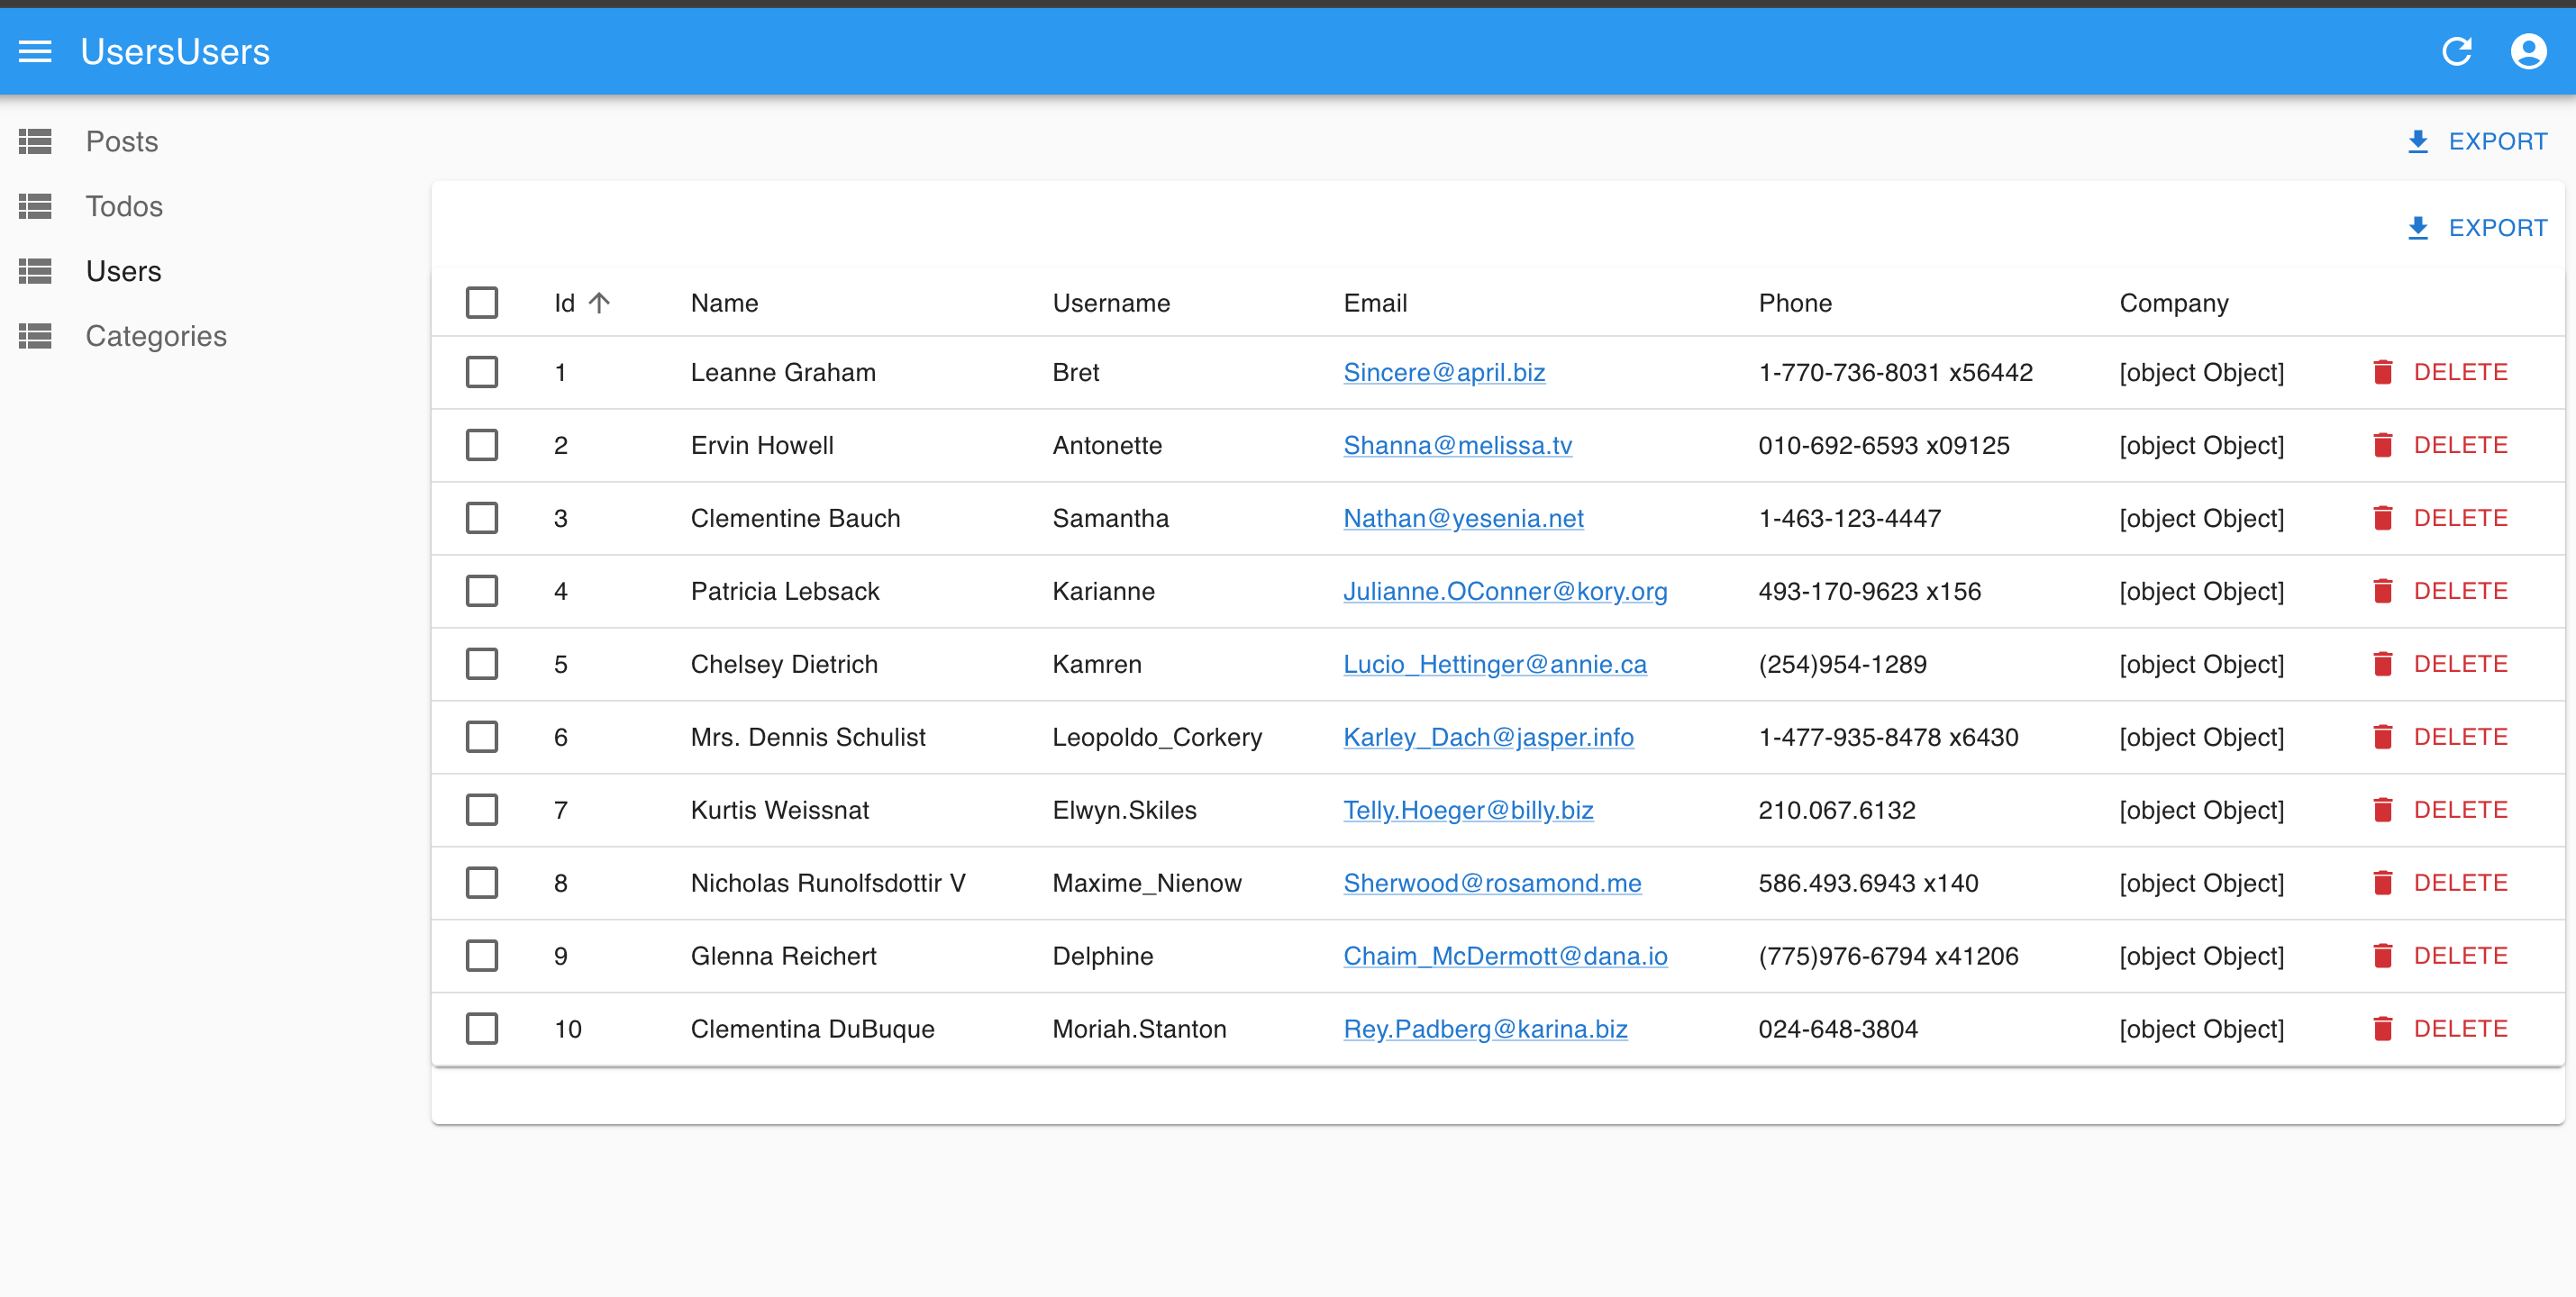 UsersUsers
Posts
Todos
Users
Categories
EXPORT
EXPORT
Id Name Username Email Phone Company
1 Leanne Graham Bret Sincere@april.biz 1-770-736-8031 x56442 [object Object] DELETE
2 Ervin Howell Antonette Shanna@melissa.tv 010-692-6593 x09125 [object Object] DELETE
3 Clementine Bauch Samantha Nathan@yesenia.net 1-463-123-4447 [object Object] DELETE
4 Patricia Lebsack Karianne Julianne.OConner@kory.org 493-170-9623 x156 [object Object] DELETE
5 Chelsey Dietrich Kamren Lucio_Hettinger@annie.ca (254)954-1289 [object Object] DELETE
6 Mrs. Dennis Schulist Leopoldo_Corkery Karley_Dach@jasper.info 1-477-935-8478 x6430 [object Object] DELETE
7 Kurtis Weissnat Elwyn.Skiles Telly.Hoeger@billy.biz 210.067.6132 [object Object] DELETE
8 Nicholas Runolfsdottir V Maxime_Nienow Sherwood@rosamond.me 586.493.6943 x140 [object Object] DELETE
9 Glenna Reichert Delphine Chaim_McDermott@dana.io (775)976-6794 x41206 [object Object] DELETE
10 Clementina DuBuque Moriah.Stanton Rey.Padberg@karina.biz 024-648-3804 [object Object] DELETE